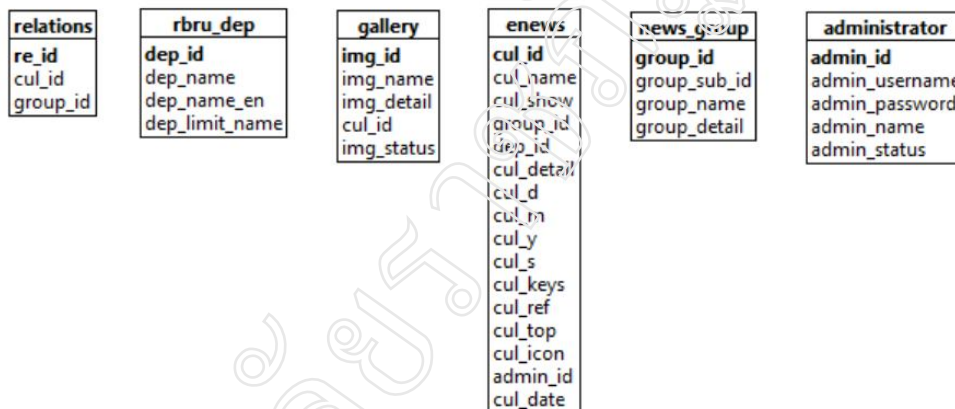 relations
re_id
cul_id
group_id
rbru_dep
dep_id
dep_name
dep_name_en
dep_limit_name
gallery
img_id
img_name
img_detail
cul_id
img_status
enews
cul_id
cul_name
cul_show
group_id
dep_id
cul_detail
cul_d
cul_m
cul_y
cul_s
cul_keys
cul_ref
cul_top
cul_icon
admin_id
cul_date
news_group
group_id
group_sub_id
group_name
group_detail
administrator
admin_id
admin_username
admin_password
admin_name
admin_status